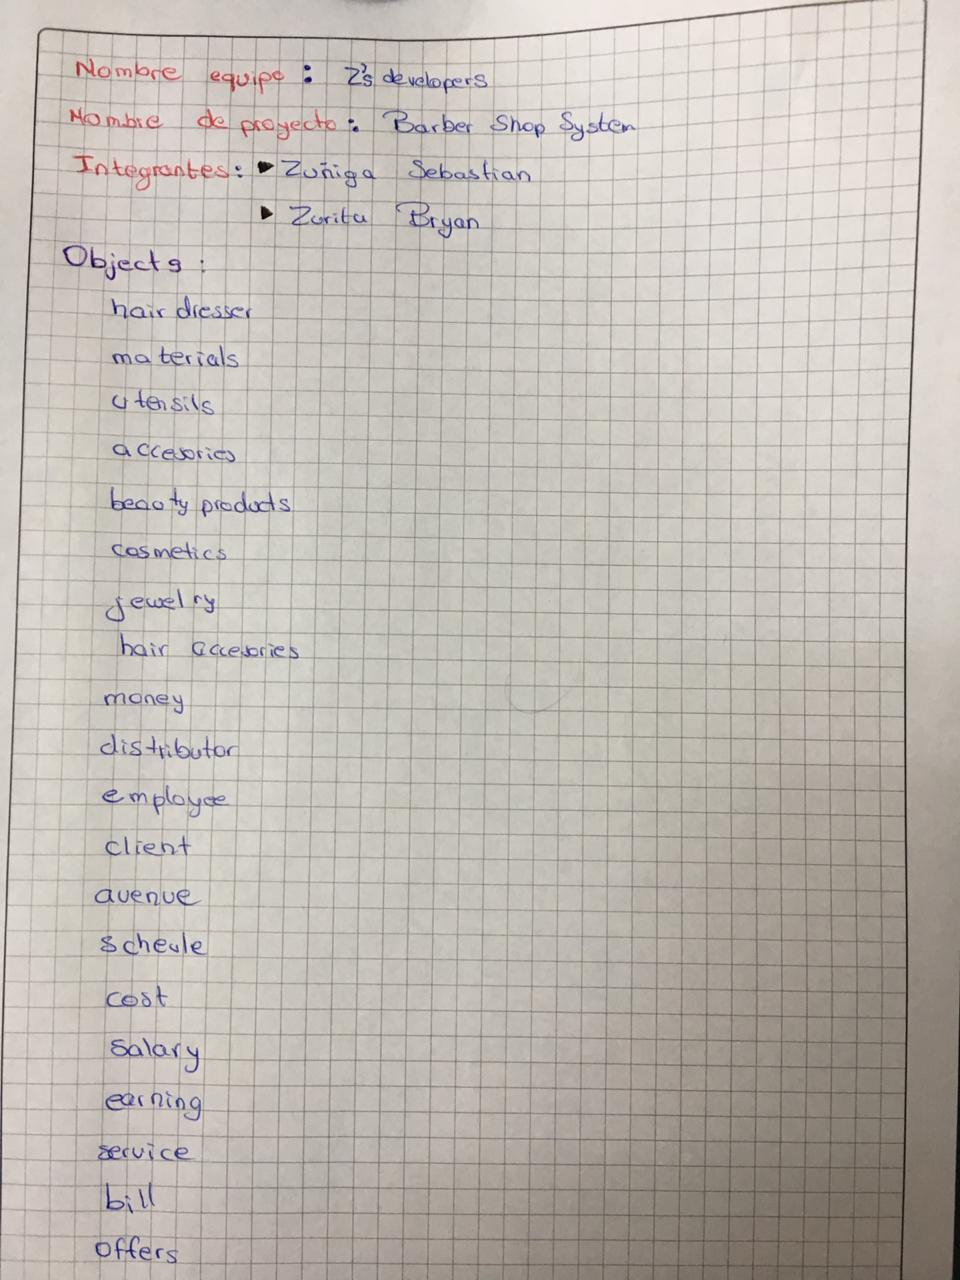 Nombre equipo : Z's developers
Nombre de proyecto : Barber Shop System
Integrantes : ► Zuñiga Sebastian
► Zurita Bryan
Objects :
hair dresser
materials
utensils
accesories
beauty products
cosmetics
jewelry
hair accesories
money
distributor
employee
client
avenue
scheule
cost
salary
earning
service
bill
offers